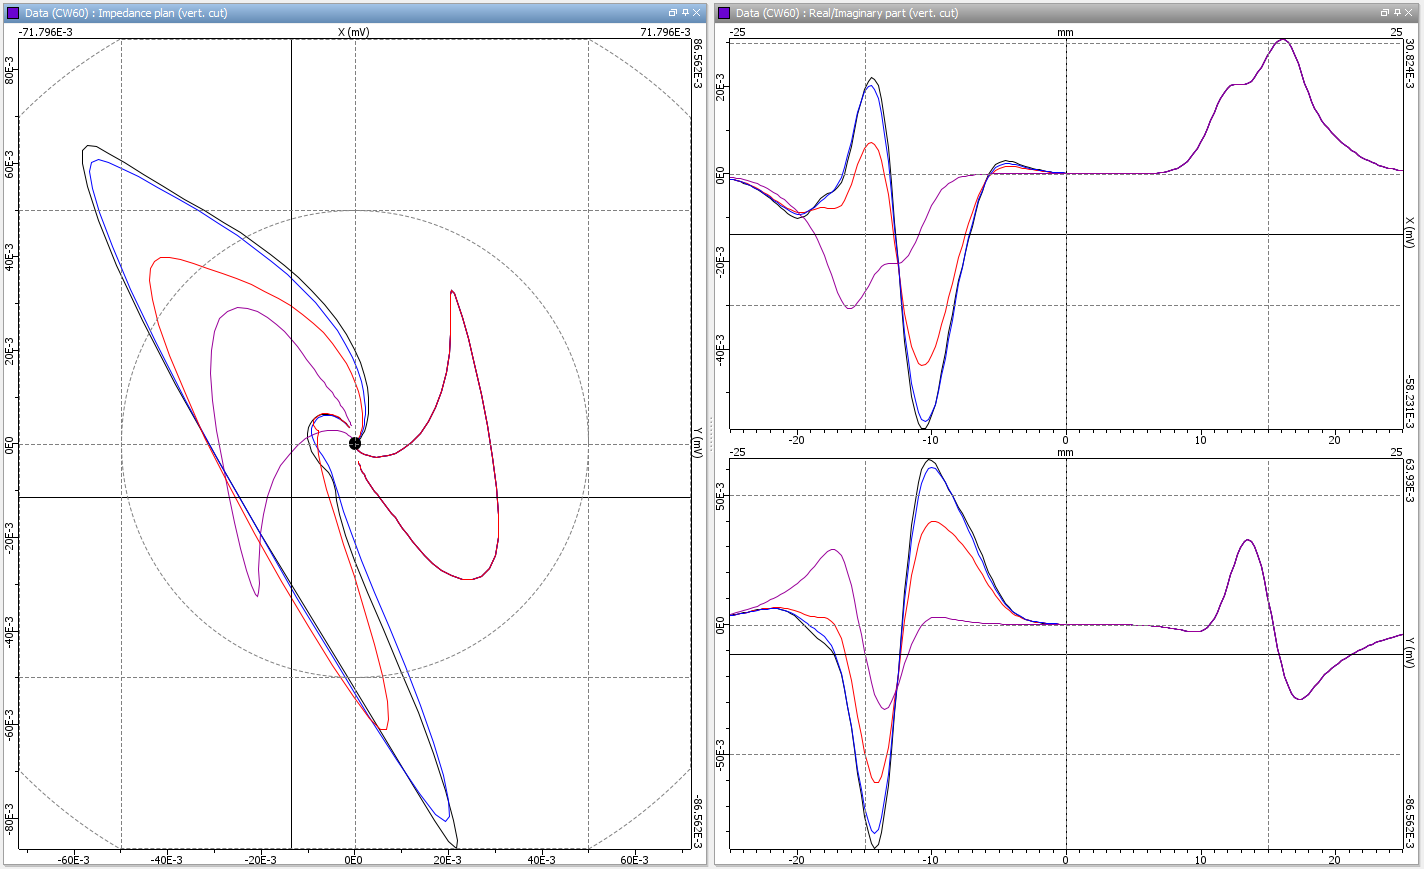 Data (CW60) : Impedance plan (vert. cut)
-71.796E-3 X (mV) 71.796E-3
86.562E-3
80E-3
60E-3
40E-3
20E-3
0E0
-20E-3
-40E-3
-60E-3
-80E-3
Y (mV)
-86.562E-3
-60E-3 -40E-3 -20E-3 0E0 20E-3 40E-3 60E-3
Data (CW60) : Real/Imaginary part (vert. cut)
-25 mm 25
30.824E-3
20E-3
0E0
-20E-3
-40E-3
X (mV)
-58.231E-3
-20 -10 0 10 20
-25 mm 25
63.93E-3
50E-3
0E0
-50E-3
Y (mV)
-86.562E-3
-20 -10 0 10 20